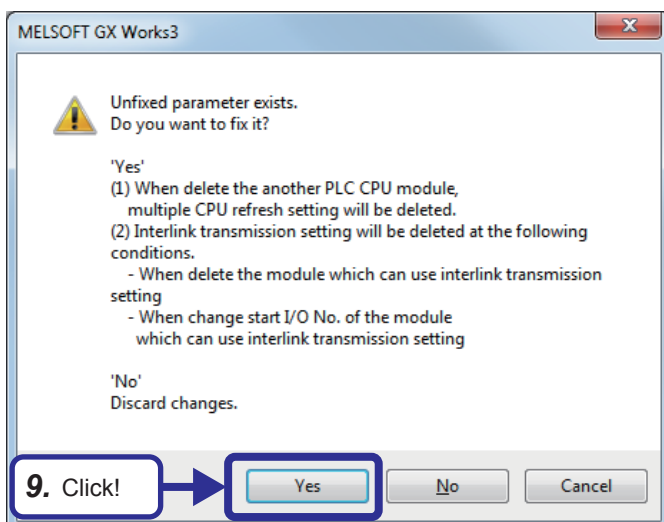 MELSOFT GX Works3
Unfixed parameter exists.
Do you want to fix it?
'Yes'
(1) When delete the another PLC CPU module,
multiple CPU refresh setting will be deleted.
(2) Interlink transmission setting will be deleted at the following
conditions.
- When delete the module which can use interlink transmission
setting
- When change start I/O No. of the module
which can use interlink transmission setting
'No'
Discard changes.
9. Click!
Yes No Cancel